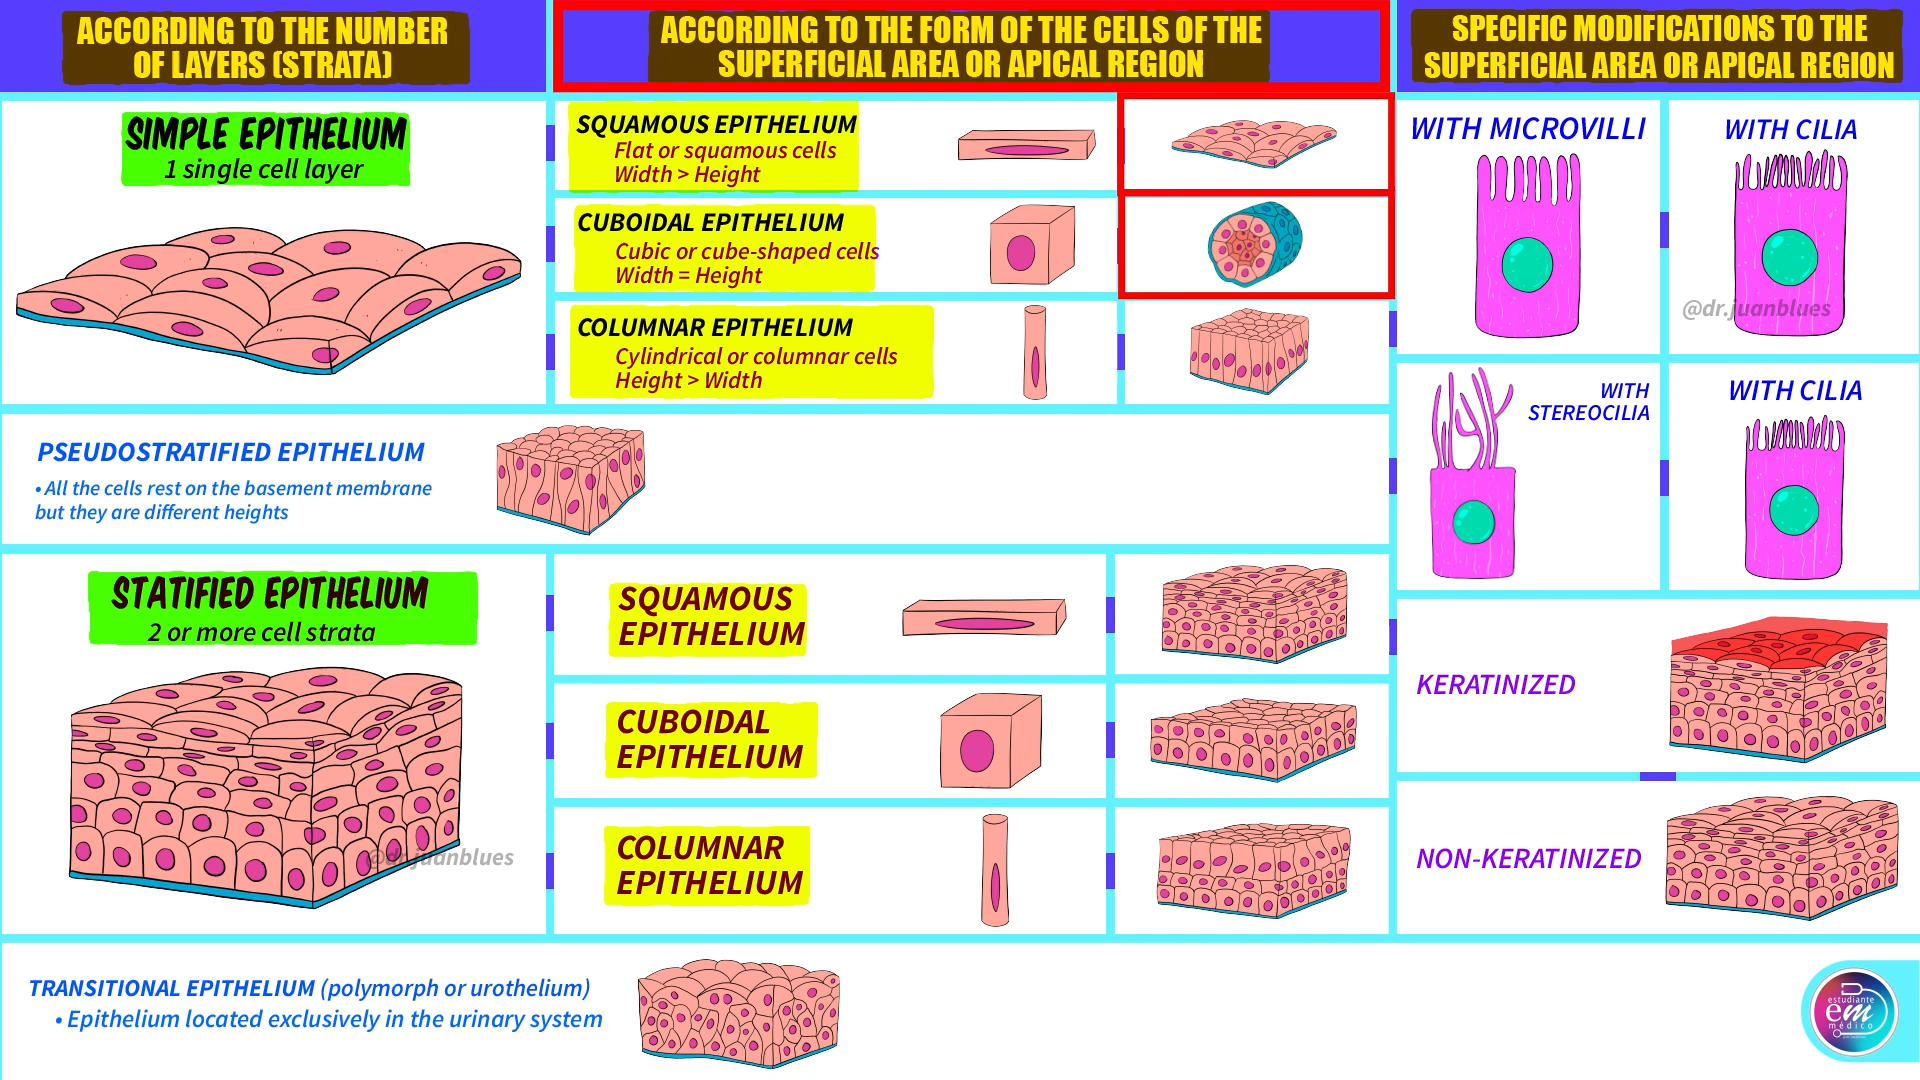 ACCORDING TO THE NUMBER
OF LAYERS (STRATA)
ACCORDING TO THE FORM OF THE CELLS OF THE
SUPERFICIAL AREA OR APICAL REGION
SPECIFIC MODIFICATIONS TO THE
SUPERFICIAL AREA OR APICAL REGION
SIMPLE EPITHELIUM
1 single cell layer
SQUAMOUS EPITHELIUM
Flat or squamous cells
Width > Height
CUBOIDAL EPITHELIUM
Cubic or cube-shaped cells
Width = Height
COLUMNAR EPITHELIUM
Cylindrical or columnar cells
Height > Width
WITH MICROVILLI
WITH CILIA
@dr.juanblues
WITH
STEREOCILIA
WITH CILIA
PSEUDOSTRATIFIED EPITHELIUM
• All the cells rest on the basement membrane
but they are different heights
STATIFIED EPITHELIUM
2 or more cell strata
@dr.juanblues
SQUAMOUS
EPITHELIUM
CUBOIDAL
EPITHELIUM
COLUMNAR
EPITHELIUM
KERATINIZED
NON-KERATINIZED
TRANSITIONAL EPITHELIUM (polymorph or urothelium)
• Epithelium located exclusively in the urinary system
estudiante
em
médico